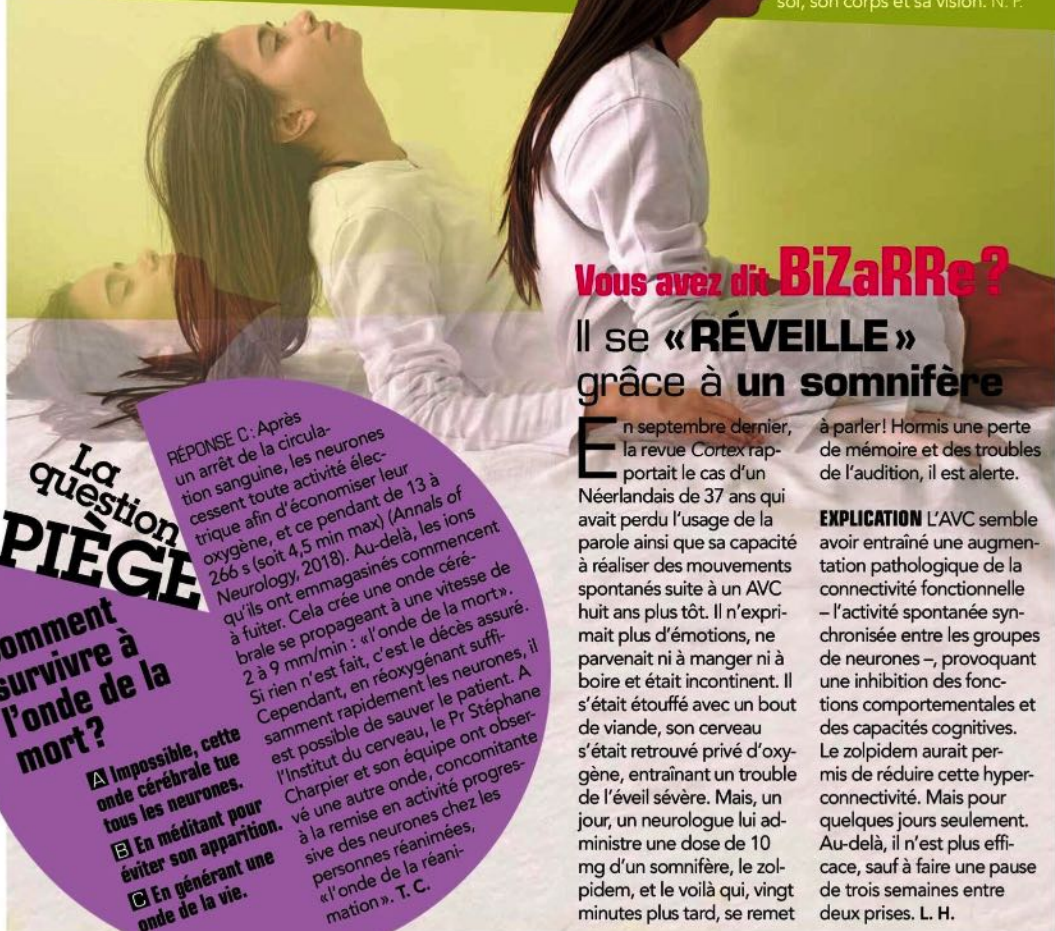 sol, son corps et sa vision. N. F.
Vous avez dit BiZaRRe?
Il se «RÉVEILLE»
grâce à un somnifère
En septembre dernier,
la revue Cortex rap-
portait le cas d'un
Néerlandais de 37 ans qui
avait perdu l'usage de la
parole ainsi que sa capacité
à réaliser des mouvements
spontanés suite à un AVC
huit ans plus tôt. Il n'expri-
mait plus d'émotions, ne
parvenait ni à manger ni à
boire et était incontinent. Il
s'était étouffé avec un bout
de viande, son cerveau
s'était retrouvé privé d'oxy-
gène, entraînant un trouble
de l'éveil sévère. Mais, un
jour, un neurologue lui ad-
ministre une dose de 10
mg d'un somnifère, le zol-
pidem, et le voilà qui, vingt
minutes plus tard, se remet
à parler! Hormis une perte
de mémoire et des troubles
de l'audition, il est alerte.
EXPLICATION L'AVC semble
avoir entraîné une augmen-
tation pathologique de la
connectivité fonctionnelle
– l'activité spontanée syn-
chronisée entre les groupes
de neurones –, provoquant
une inhibition des fonc-
tions comportementales et
des capacités cognitives.
Le zolpidem aurait per-
mis de réduire cette hyper-
connectivité. Mais pour
quelques jours seulement.
Au-delà, il n'est plus effi-
cace, sauf à faire une pause
de trois semaines entre
deux prises. L. H.
La
question
PIÈGE
Comment
survivre à
l'onde de la
mort?
A Impossible, cette
onde cérébrale tue
tous les neurones.
B En méditant pour
éviter son apparition.
C En générant une
onde de la vie.
RÉPONSE C: Après
un arrêt de la circula-
tion sanguine, les neurones
cessent toute activité élec-
trique afin d'économiser leur
oxygène, et ce pendant de 13 à
266 s (soit 4,5 min max) (Annals of
Neurology, 2018). Au-delà, les ions
qu'ils ont emmagasinés commencent
à fuiter. Cela crée une onde céré-
brale se propageant à une vitesse de
2 à 9 mm/min : «l'onde de la mort».
Si rien n'est fait, c'est le décès assuré.
Cependant, en réoxygénant suffi-
samment rapidement les neurones, il
est possible de sauver le patient. A
l'Institut du cerveau, le Pr Stéphane
Charpier et son équipe ont obser-
vé une autre onde, concomitante
à la remise en activité progres-
sive des neurones chez les
personnes réanimées,
«l'onde de la réani-
mation». T. C.